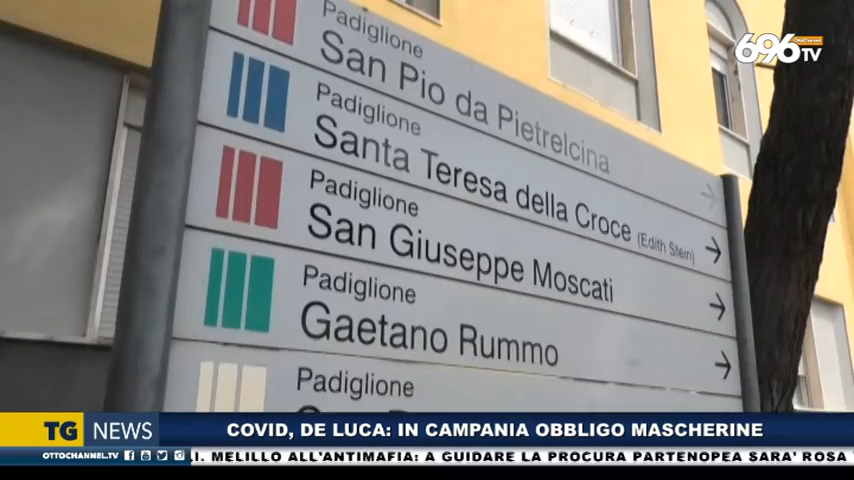 696
OttoChannel
TV
Padiglione
San Pio da Pietrelcina
Padiglione
Santa Teresa della Croce (Edith Stein)
Padiglione
San Giuseppe Moscati
Padiglione
Gaetano Rummo
Padiglione
TG NEWS COVID, DE LUCA: IN CAMPANIA OBBLIGO MASCHERINE
OTTOCHANNEL.TV .I. MELILLO ALL'ANTIMAFIA: A GUIDARE LA PROCURA PARTENOPEA SARA' ROSA